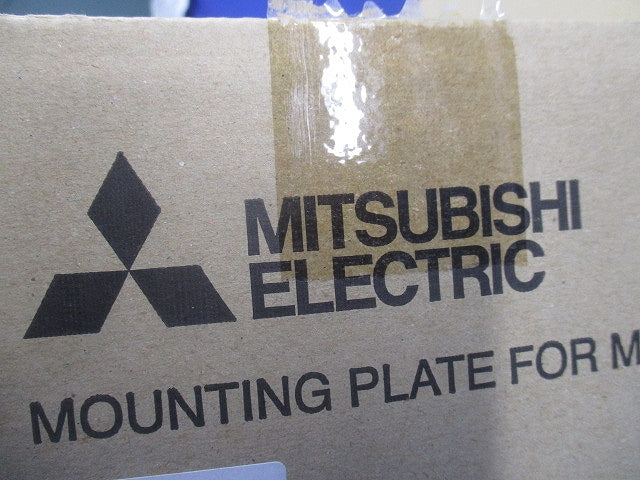 MITSUBISHI
ELECTRIC
MOUNTING PLATE FOR M